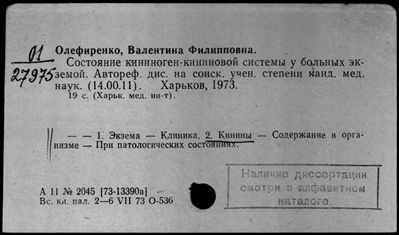 01
27975
Олефиренко, Валентина Филипповна.
Состояние кининоген-кининовой системы у больных эк-
земой. Автореф. дис. на соиск. учен. степени канд. мед.
наук. (14.00.11). Харьков, 1973.
19 с. (Харьк. мед. ин-т).
— — 1. Экзема — Клиника. 2. Кинины — Содержание в орга-
низме — При патологических состояниях.
Наличие диссертации
смотри в алфавитном
каталоге
А 11 № 2045 [73-13390а]
Вс. кн. пал. 2—6 VII 73 О-536